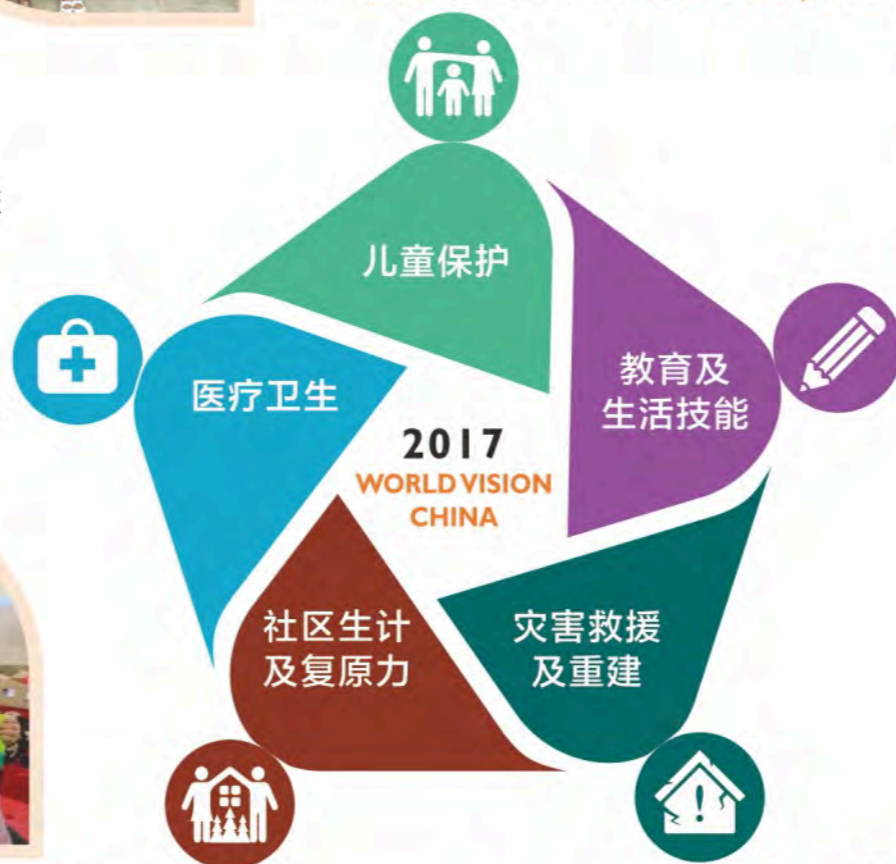 儿童保护
教育及
生活技能
医疗卫生
2017
WORLD VISION
CHINA
社区生计
及复原力
灾害救援
及重建